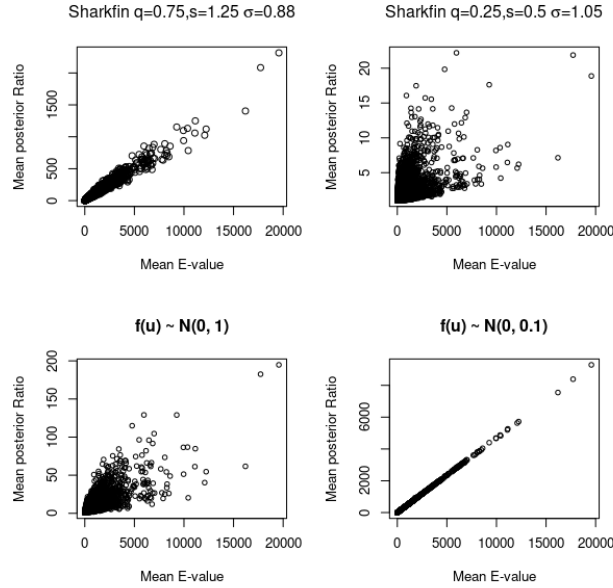 Sharkfin q=0.75,s=1.25 σ=0.88
Mean posterior Ratio
0 500 1500
0 5000 10000 15000 20000
Mean E-value
Sharkfin q=0.25,s=0.5 σ=1.05
Mean posterior Ratio
5 10 15 20
0 5000 10000 15000 20000
Mean E-value
f(u) ~ N(0, 1)
Mean posterior Ratio
0 50 100 150 200
0 5000 10000 15000 20000
Mean E-value
f(u) ~ N(0, 0.1)
Mean posterior Ratio
0 2000 6000
0 5000 10000 15000 20000
Mean E-value